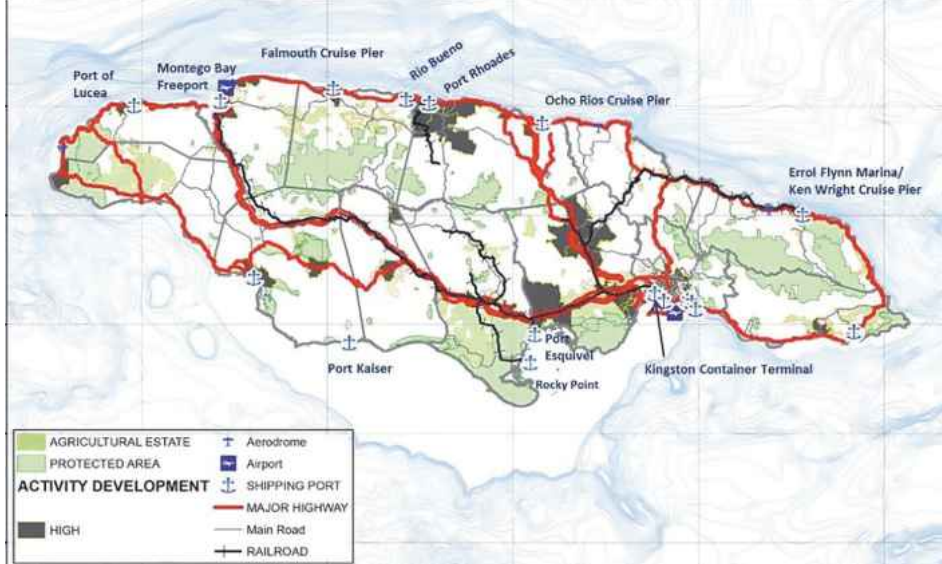 Falmouth Cruise Pier
Rio Bueno
Port Rhoades
Port of
Lucea
Montego Bay
Freeport
Ocho Rios Cruise Pier
Errol Flynn Marina/
Ken Wright Cruise Pier
Port
Esquivel
Port Kaiser
Rocky Point
Kingston Container Terminal
AGRICULTURAL ESTATE
PROTECTED AREA
ACTIVITY DEVELOPMENT
HIGH
Aerodrome
Airport
SHIPPING PORT
MAJOR HIGHWAY
Main Road
RAILROAD